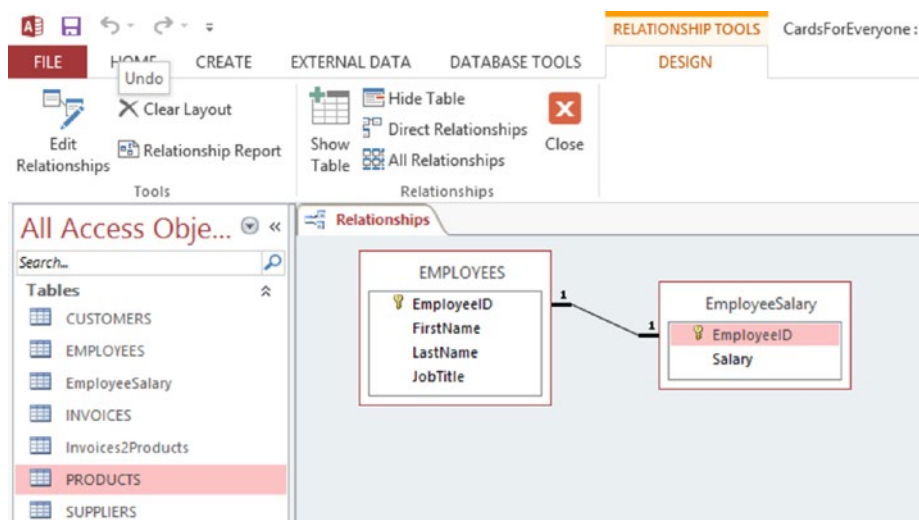 RELATIONSHIP TOOLS CardsForEveryone :
FILE HOME CREATE EXTERNAL DATA DATABASE TOOLS DESIGN
Undo
Edit Relationships
Clear Layout
Relationship Report
Tools
Show Table
Hide Table
Direct Relationships
All Relationships
Close
Relationships
All Access Obje... «
Search...
Tables
CUSTOMERS
EMPLOYEES
EmployeeSalary
INVOICES
Invoices2Products
PRODUCTS
SUPPLIERS
Relationships
EMPLOYEES
EmployeeID
FirstName
LastName
JobTitle
1
1
EmployeeSalary
EmployeeID
Salary